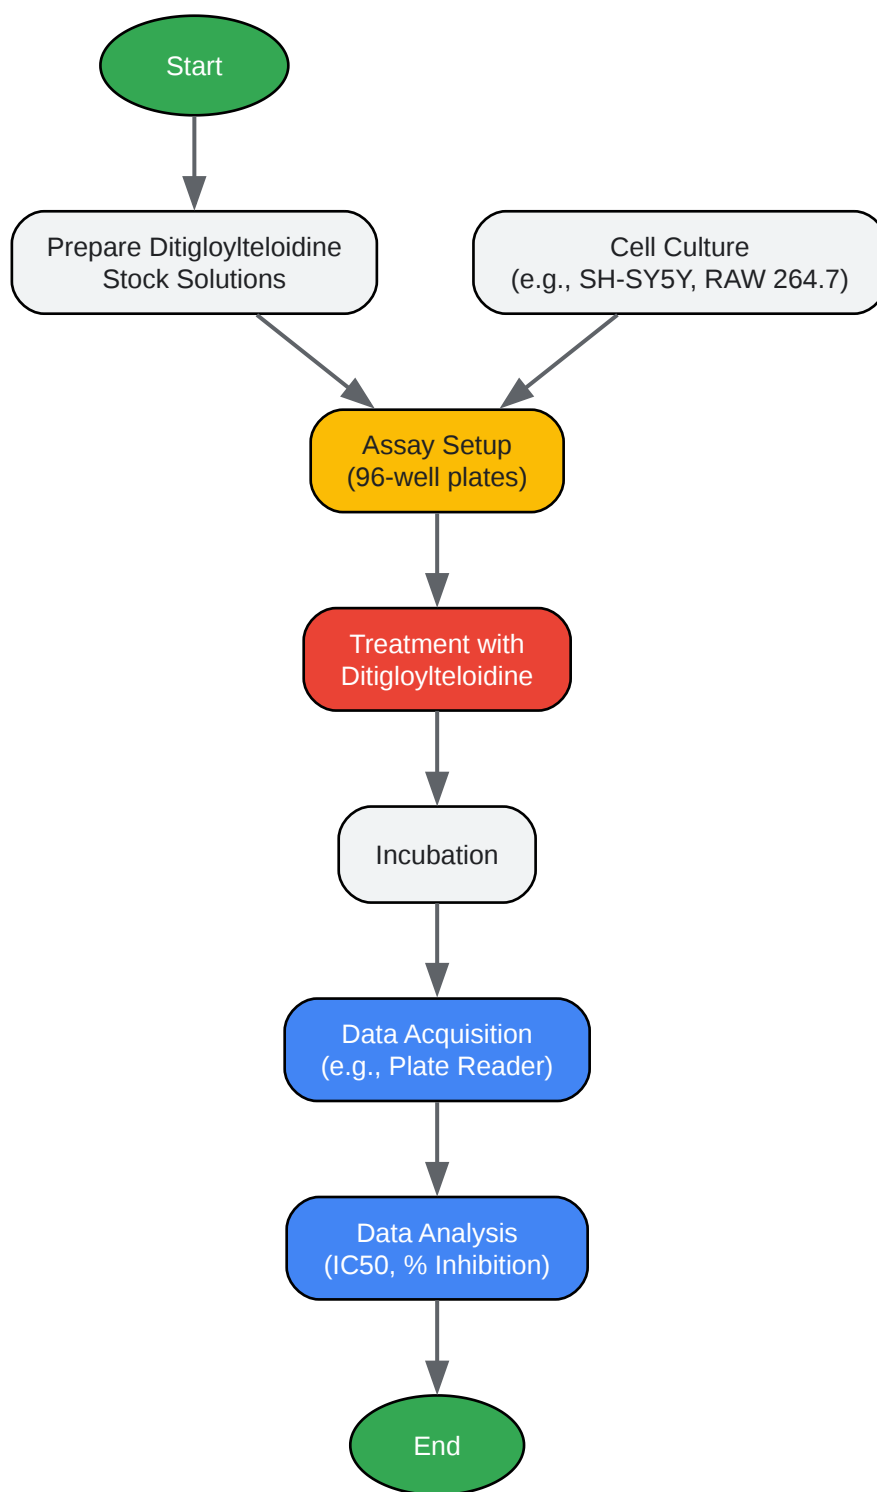 Start
Prepare Ditigloylteloidine
Stock Solutions
Cell Culture
(e.g., SH-SY5Y, RAW 264.7)
Assay Setup
(96-well plates)
Treatment with
Ditigloylteloidine
Incubation
Data Acquisition
(e.g., Plate Reader)
Data Analysis
(IC50, % Inhibition)
End